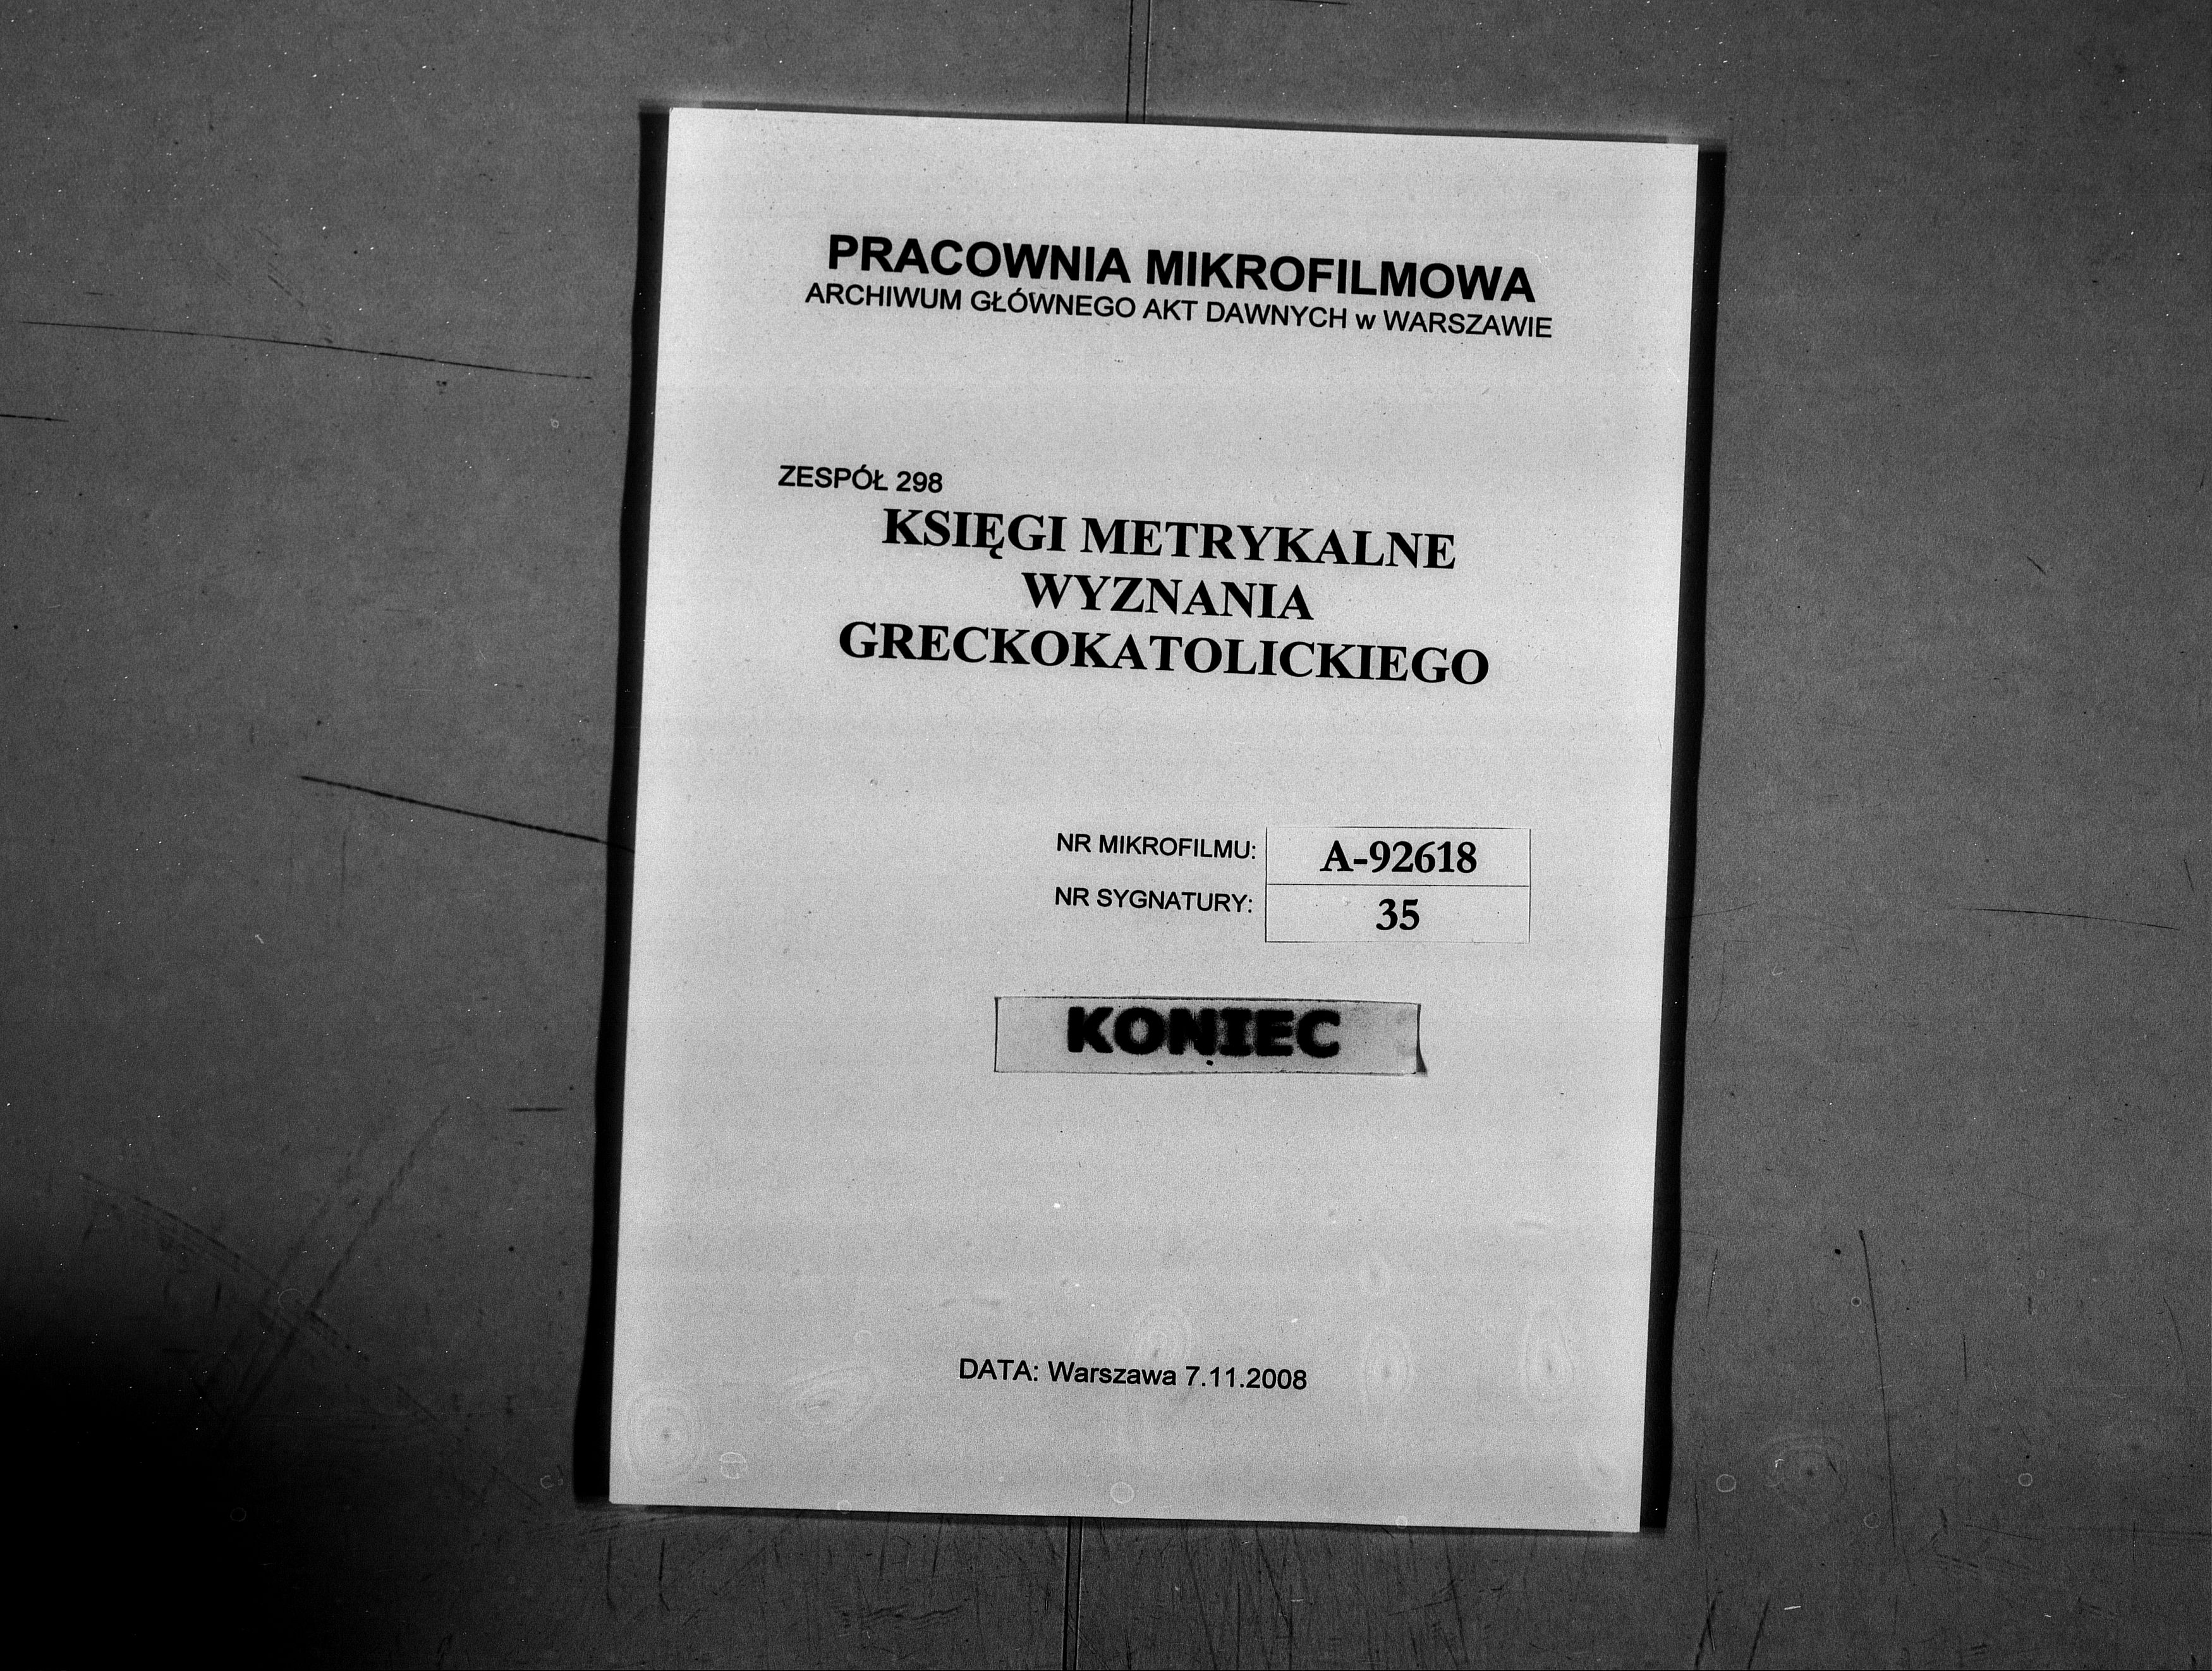 PRACOWNIA MIKROFILMOWA
ARCHIWUM GŁÓWNEGO AKT DAWNYCH w WARSZAWIE
ZESPÓŁ 298
KSIĘGI METRYKALNE
WYZNANIA
GRECKOKATOLICKIEGO
NR MIKROFILMU: A-92618
NR SYGNATURY: 35
KONIEC
DATA: Warszawa 7.11.2008